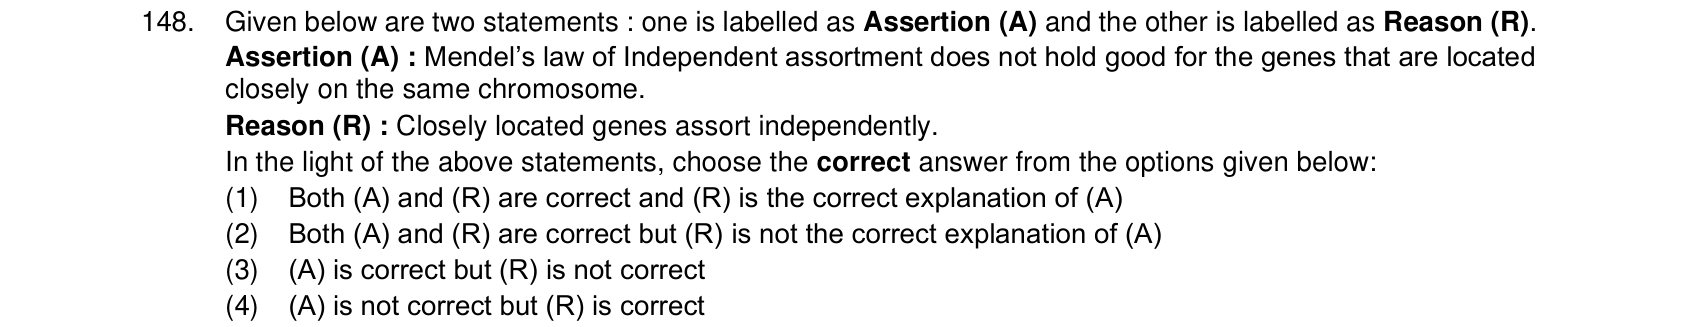 148. Given below are two statements : one is labelled as Assertion (A) and the other is labelled as Reason (R).
Assertion (A) : Mendel's law of Independent assortment does not hold good for the genes that are located
closely on the same chromosome.
Reason (R) : Closely located genes assort independently.
In the light of the above statements, choose the correct answer from the options given below:
(1) Both (A) and (R) are correct and (R) is the correct explanation of (A)
(2) Both (A) and (R) are correct but (R) is not the correct explanation of (A)
(3) (A) is correct but (R) is not correct
(4) (A) is not correct but (R) is correct